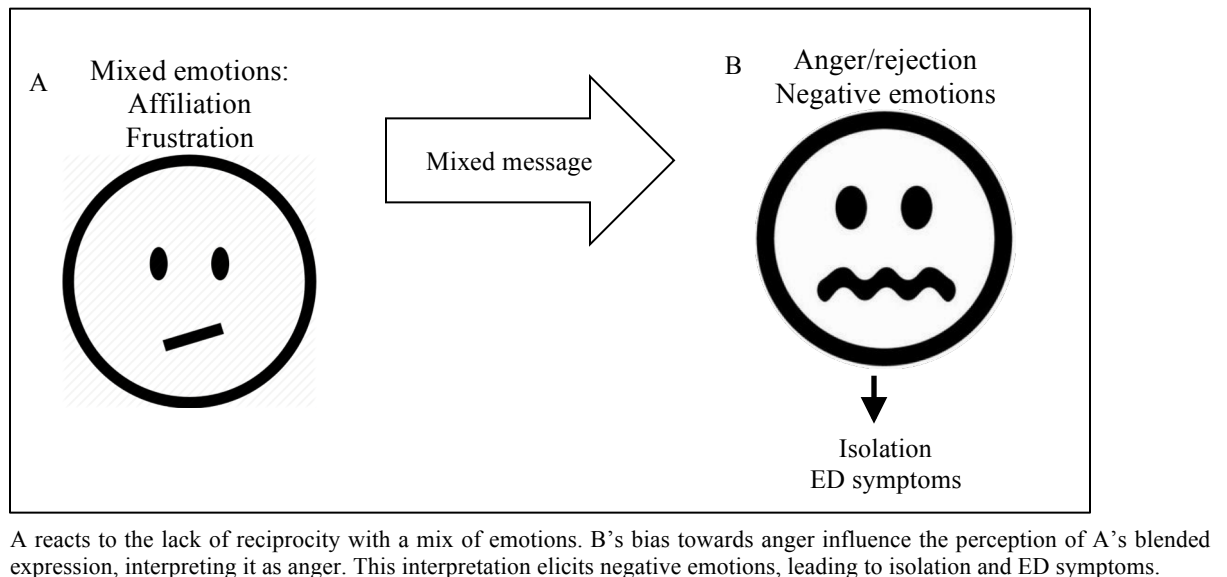 A
Mixed emotions:
Affiliation
Frustration
Mixed message
B
Anger/rejection
Negative emotions
Isolation
ED symptoms
A reacts to the lack of reciprocity with a mix of emotions. B’s bias towards anger influence the perception of A’s blended
expression, interpreting it as anger. This interpretation elicits negative emotions, leading to isolation and ED symptoms.